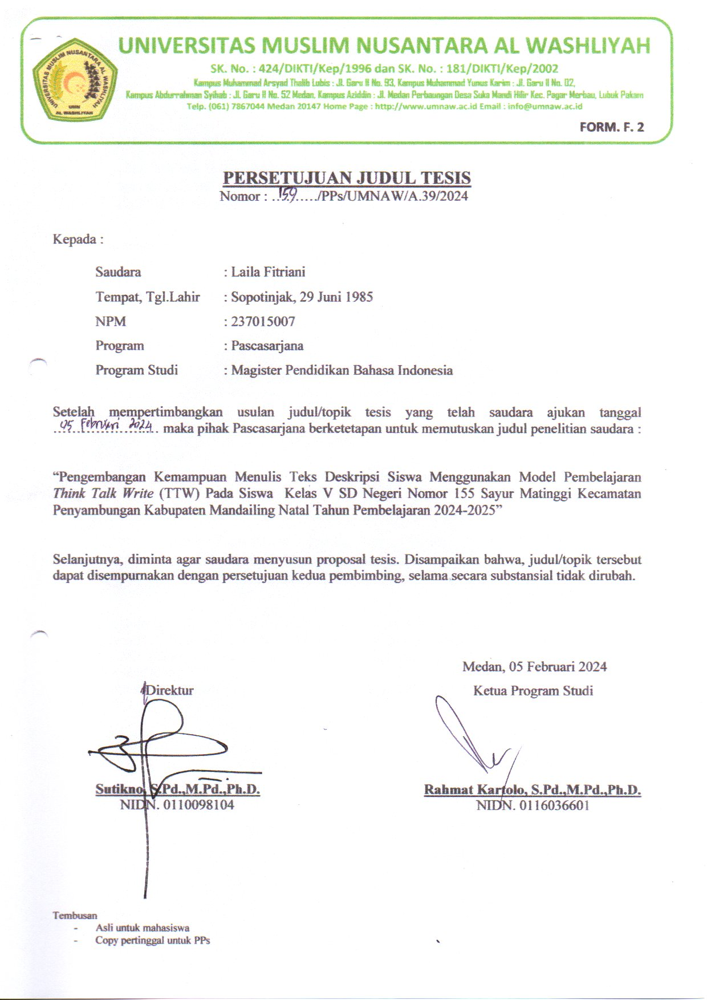 UNIVERSITAS MUSLIM NUSANTARA AL WASHLIYAH
SK. No. : 424/DIKTI/Kep/1996 dan SK. No. : 181/DIKTI/Kep/2002
Kampus Muhammad Arsyad Thalib Lubis : Jl. Garu II No. 93, Kampus Muhammad Yunus Karim : Jl. Garu II No. 02,
Kampus Abdurrahman Syihab : Jl. Garu II No. 52 Medan, Kampus Aziddin : Jl. Medan Perbaungan Desa Suka Mandi Hilir Kec. Pagar Merbau, Lubuk Pakam
Telp. (061) 7867044 Medan 20147 Home Page : http://www.umnaw.ac.id Email : info@umnaw.ac.id
UNIVERSITAS MUSLIM NUSANTARA AL WASHLIYAH
UMN
AL WASHLIYAH
FORM. F. 2
PERSETUJUAN JUDUL TESIS
Nomor : ..159...../PPs/UMNAW/A.39/2024
Kepada :
Saudara : Laila Fitriani
Tempat, Tgl.Lahir : Sopotinjak, 29 Juni 1985
NPM : 237015007
Program : Pascasarjana
Program Studi : Magister Pendidikan Bahasa Indonesia
Setelah mempertimbangkan usulan judul/topik tesis yang telah saudara ajukan tanggal
05 Februari 2024 maka pihak Pascasarjana berketetapan untuk memutuskan judul penelitian saudara :
“Pengembangan Kemampuan Menulis Teks Deskripsi Siswa Menggunakan Model Pembelajaran
Think Talk Write (TTW) Pada Siswa Kelas V SD Negeri Nomor 155 Sayur Matinggi Kecamatan
Penyambungan Kabupaten Mandailing Natal Tahun Pembelajaran 2024-2025”
Selanjutnya, diminta agar saudara menyusun proposal tesis. Disampaikan bahwa, judul/topik tersebut
dapat disempurnakan dengan persetujuan kedua pembimbing, selama secara substansial tidak dirubah.
Medan, 05 Februari 2024
Direktur Ketua Program Studi
Sutikno, S.Pd.,M.Pd.,Ph.D. Rahmat Kartolo, S.Pd.,M.Pd.,Ph.D.
NIDN. 0110098104 NIDN. 0116036601
Tembusan
- Asli untuk mahasiswa
- Copy pertinggal untuk PPs